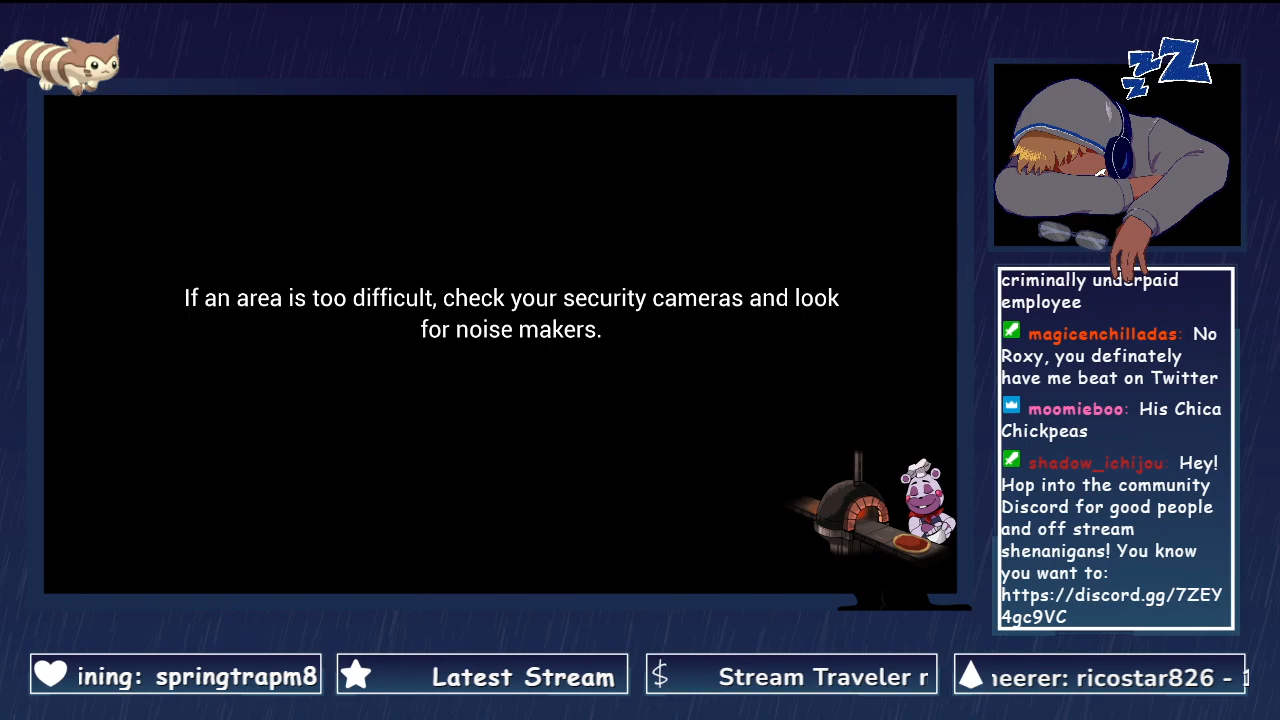 If an area is too difficult, check your security cameras and look
for noise makers.
criminally underpaid
employee
magicenchilladas: No
Roxy, you definately
have me beat on Twitter
moomieboo: His Chica
Chickpeas
shadow_ichijou: Hey!
Hop into the community
Discord for good people
and off stream
shenanigans! You know
you want to:
https://discord.gg/7ZEY
4gc9VC
ining: springtrapm8
Latest Stream
Stream Traveler r
neerer: ricostar826 - 1
ZZZ